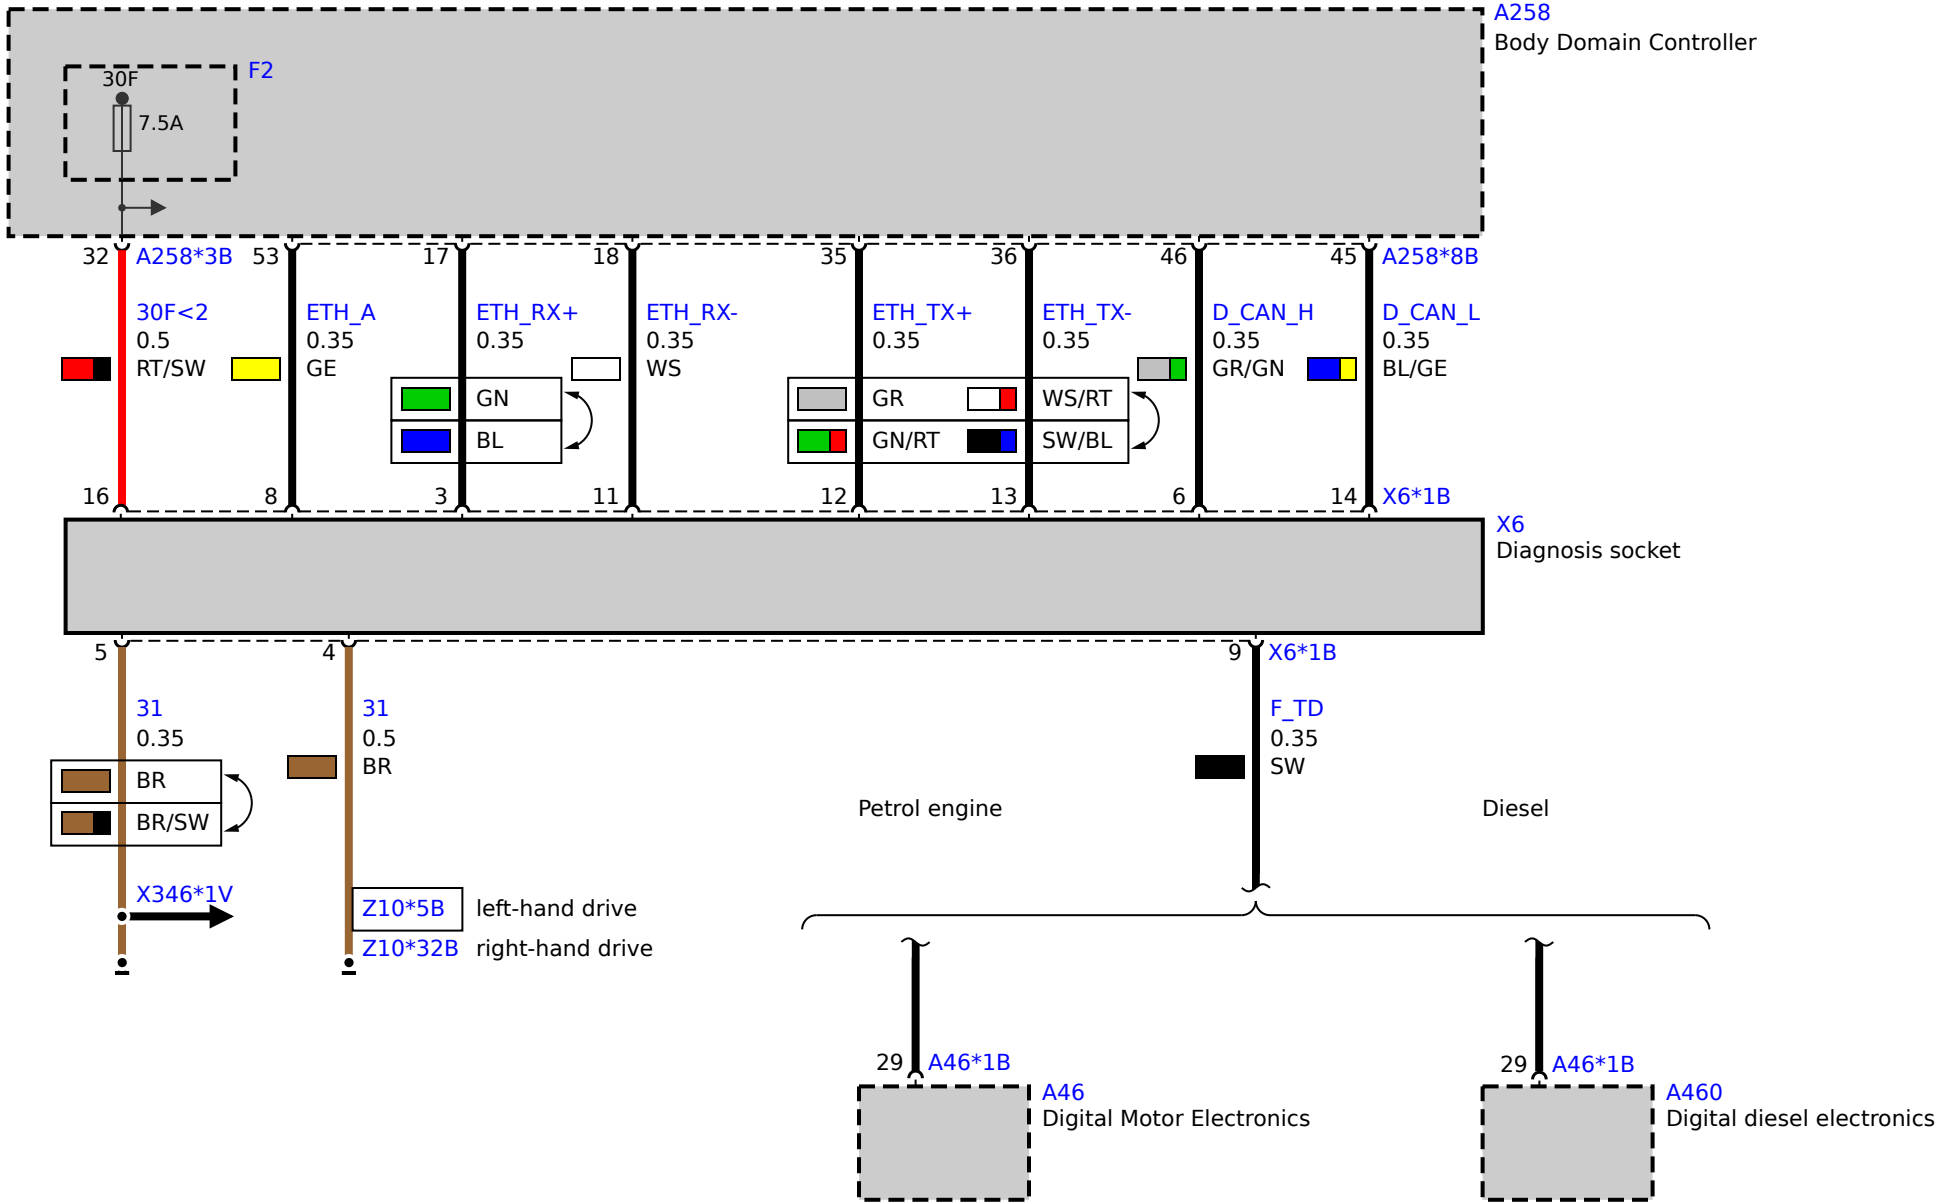 A258
Body Domain Controller
30F
F2
7.5A
32
A258*3B
53
17
18
35
36
46
45
A258*8B
30F<2
0.5
RT/SW
ETH_A
0.35
GE
ETH_RX+
0.35
GN
BL
ETH_RX-
0.35
WS
ETH_TX+
0.35
GR
GN/RT
ETH_TX-
0.35
WS/RT
SW/BL
D_CAN_H
0.35
GR/GN
D_CAN_L
0.35
BL/GE
16
8
3
11
12
13
6
14
X6*1B
X6
Diagnosis socket
5
4
9
X6*1B
31
0.35
BR
BR/SW
X346*1V
31
0.5
BR
Z10*5B
left-hand drive
Z10*32B
right-hand drive
F_TD
0.35
SW
Petrol engine
Diesel
29
A46*1B
A46
Digital Motor Electronics
29
A46*1B
A460
Digital diesel electronics